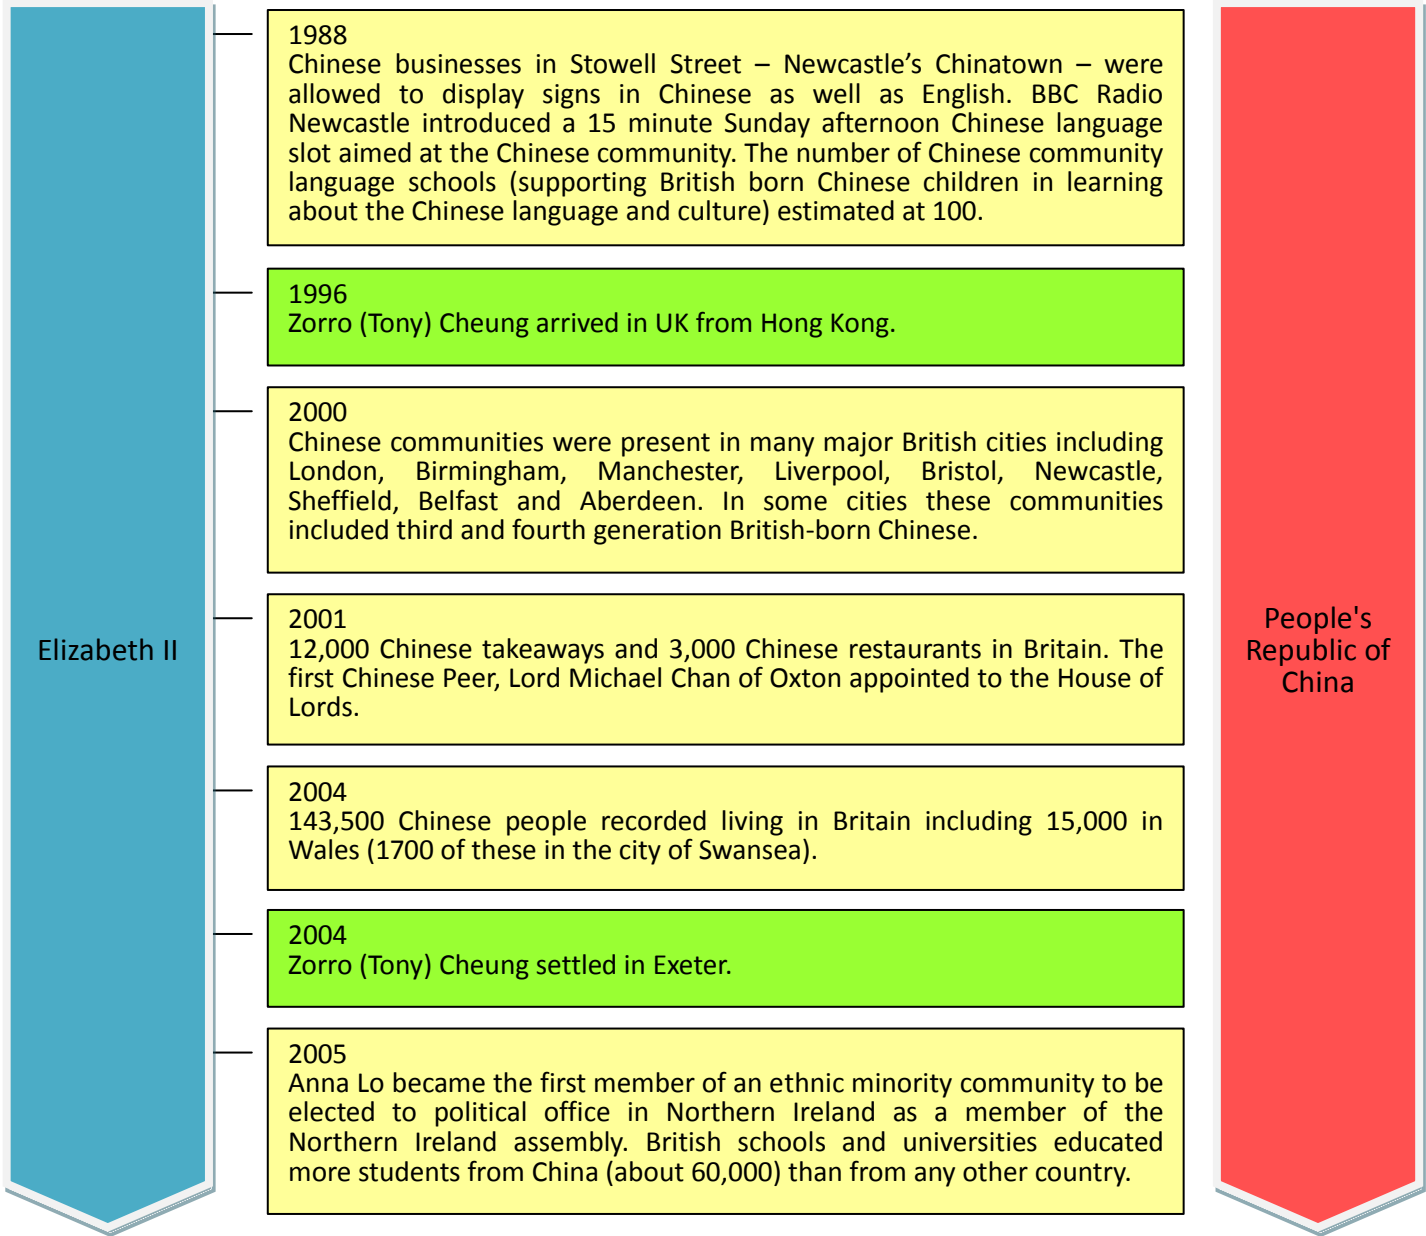 1988
Chinese businesses in Stowell Street – Newcastle's Chinatown – were
allowed to display signs in Chinese as well as English. BBC Radio
Newcastle introduced a 15 minute Sunday afternoon Chinese language
slot aimed at the Chinese community. The number of Chinese community
language schools (supporting British born Chinese children in learning
about the Chinese language and culture) estimated at 100.
1996
Zorro (Tony) Cheung arrived in UK from Hong Kong.
2000
Chinese communities were present in many major British cities including
London, Birmingham, Manchester, Liverpool, Bristol, Newcastle,
Sheffield, Belfast and Aberdeen. In some cities these communities
included third and fourth generation British-born Chinese.
Elizabeth II
2001
12,000 Chinese takeaways and 3,000 Chinese restaurants in Britain. The
first Chinese Peer, Lord Michael Chan of Oxton appointed to the House of
Lords.
People's
Republic of
China
2004
143,500 Chinese people recorded living in Britain including 15,000 in
Wales (1700 of these in the city of Swansea).
2004
Zorro (Tony) Cheung settled in Exeter.
2005
Anna Lo became the first member of an ethnic minority community to be
elected to political office in Northern Ireland as a member of the
Northern Ireland assembly. British schools and universities educated
more students from China (about 60,000) than from any other country.